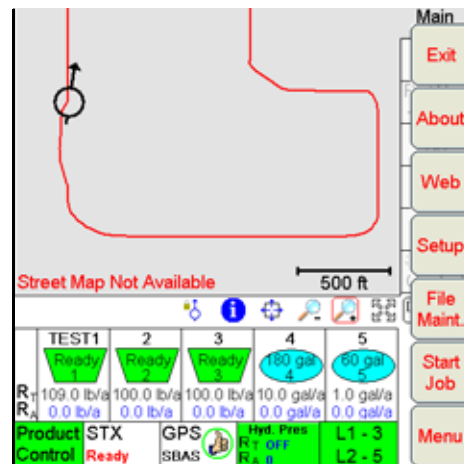 Main
Exit
About
Web
Setup
File
Maint.
Start
Job
Menu
Street Map Not Available
500 ft
TEST1 2 3 4 5
Ready Ready Ready 180 gal 60 gal
1 2 3 4 5
RT 109.0 lb/a 100.0 lb/a 100.0 lb/a 10.0 gal/a 1.0 gal/a
RA 0.0 lb/a 0.0 lb/a 0.0 lb/a 0.0 gal/a 0.0 gal/a
Product
Control
STX
Ready
GPS
SBAS
Hyd. Pres
RT OFF
RA 0
L1 - 3
L2 - 5